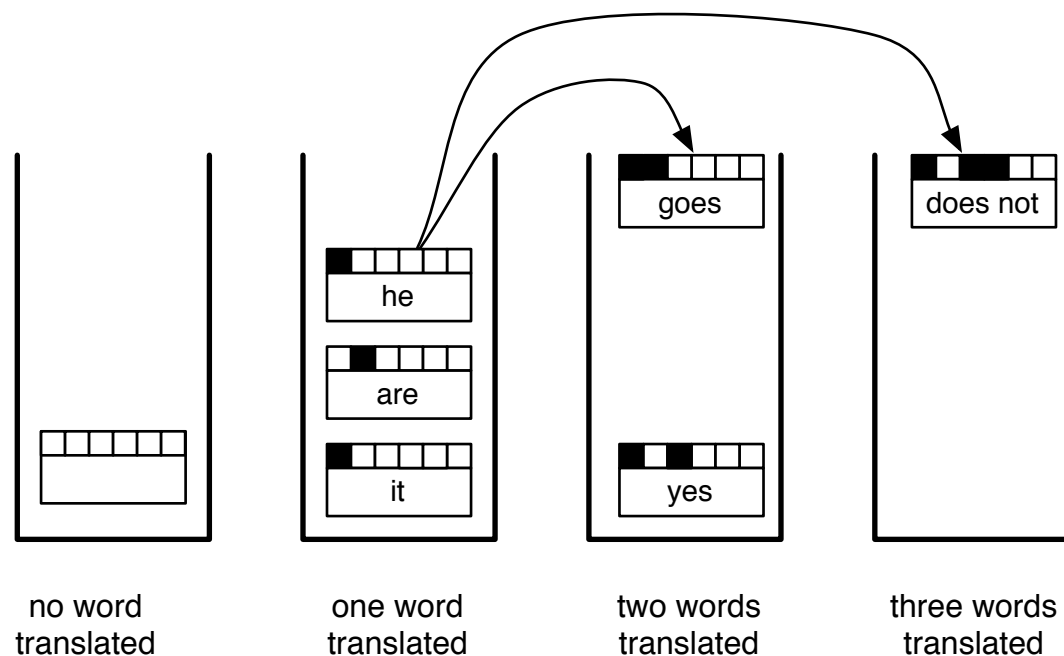 goes
does not
he
are
it
yes
no word
translated
one word
translated
two words
translated
three words
translated